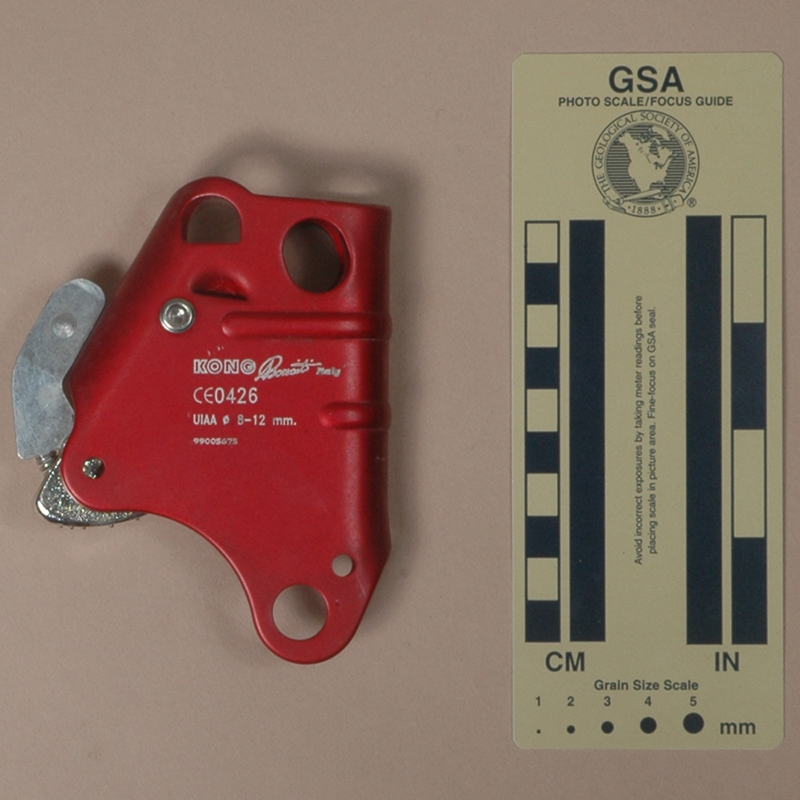 KONG Bonaiti Italy
CE0426
UIAA ø 8-12 mm.
99005675
GSA
PHOTO SCALE/FOCUS GUIDE
THE GEOLOGICAL SOCIETY OF AMERICA
·1888·
®
Avoid incorrect exposures by taking meter readings before
placing scale in picture area. Fine-focus on GSA seal.
CM IN
Grain Size Scale
1 2 3 4 5
mm